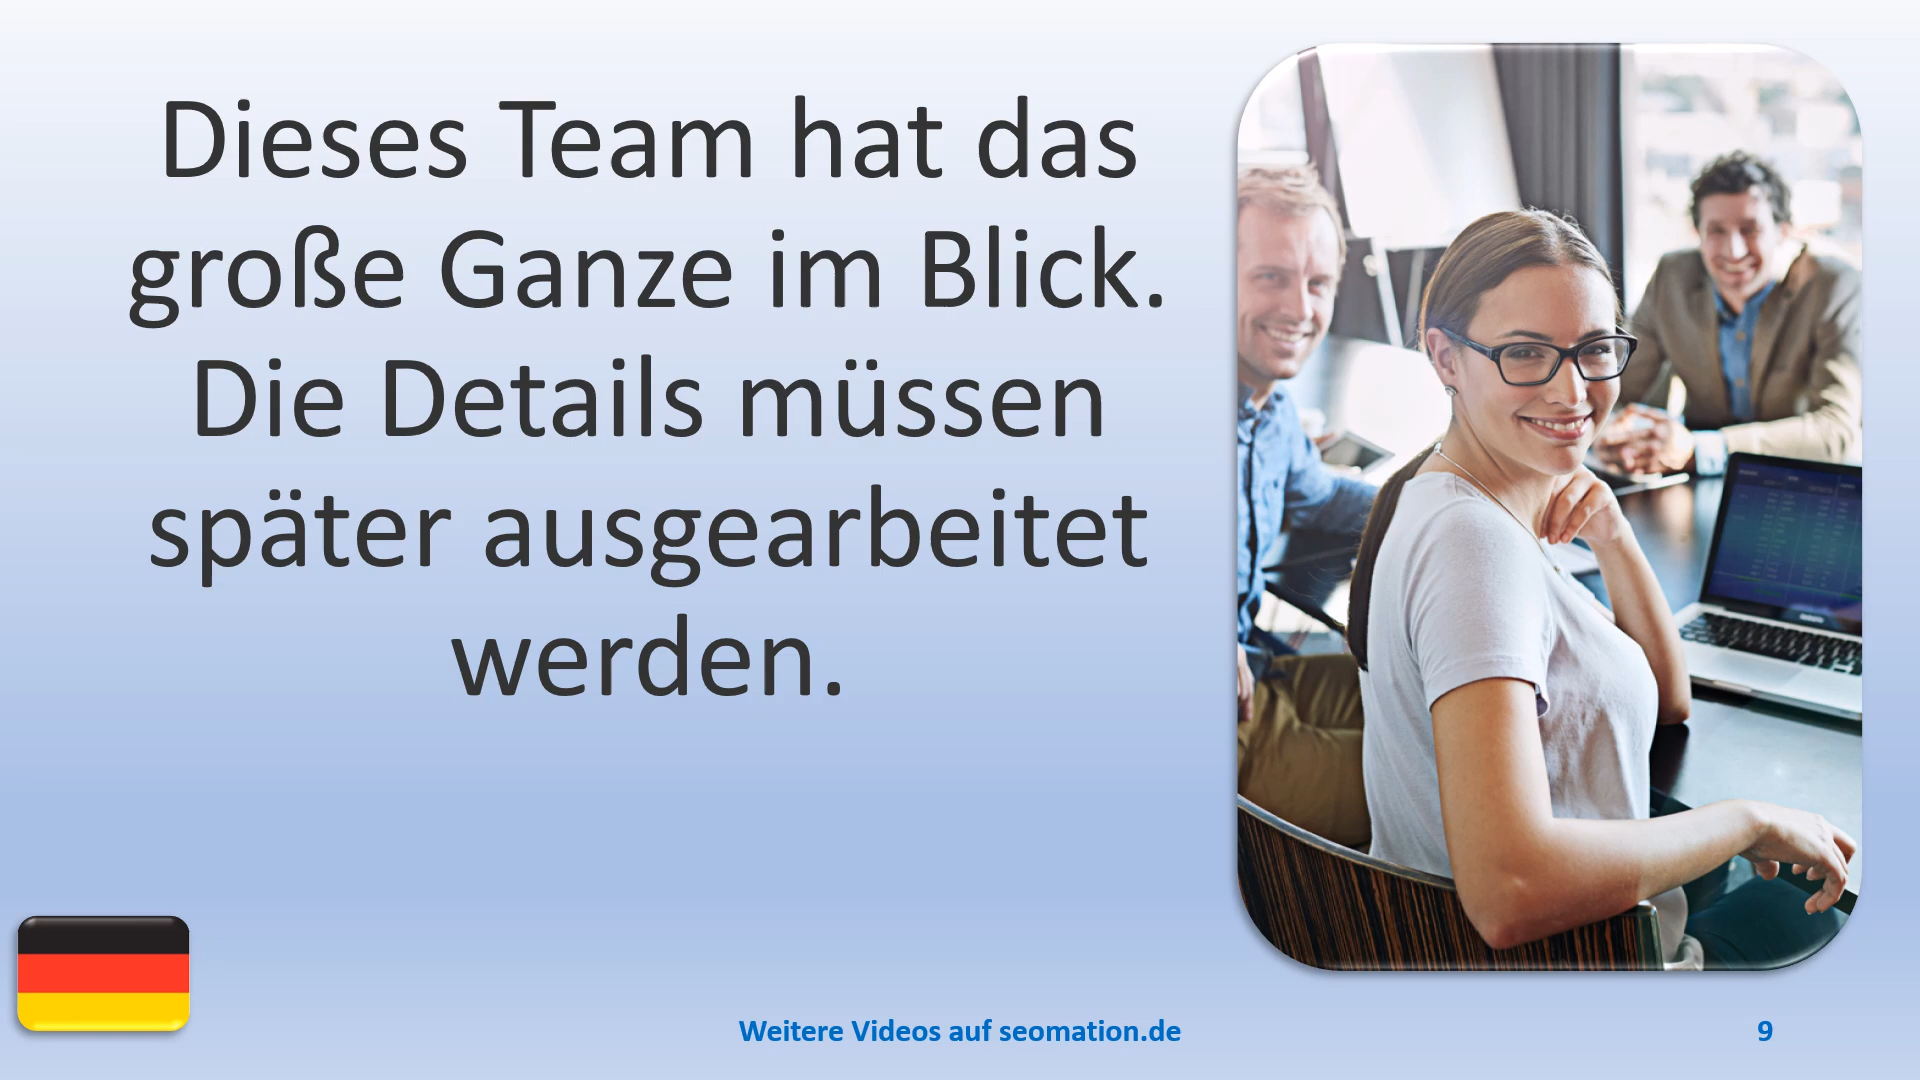 Dieses Team hat das
große Ganze im Blick.
Die Details müssen
später ausgearbeitet
werden.
Weitere Videos auf seomation.de
9